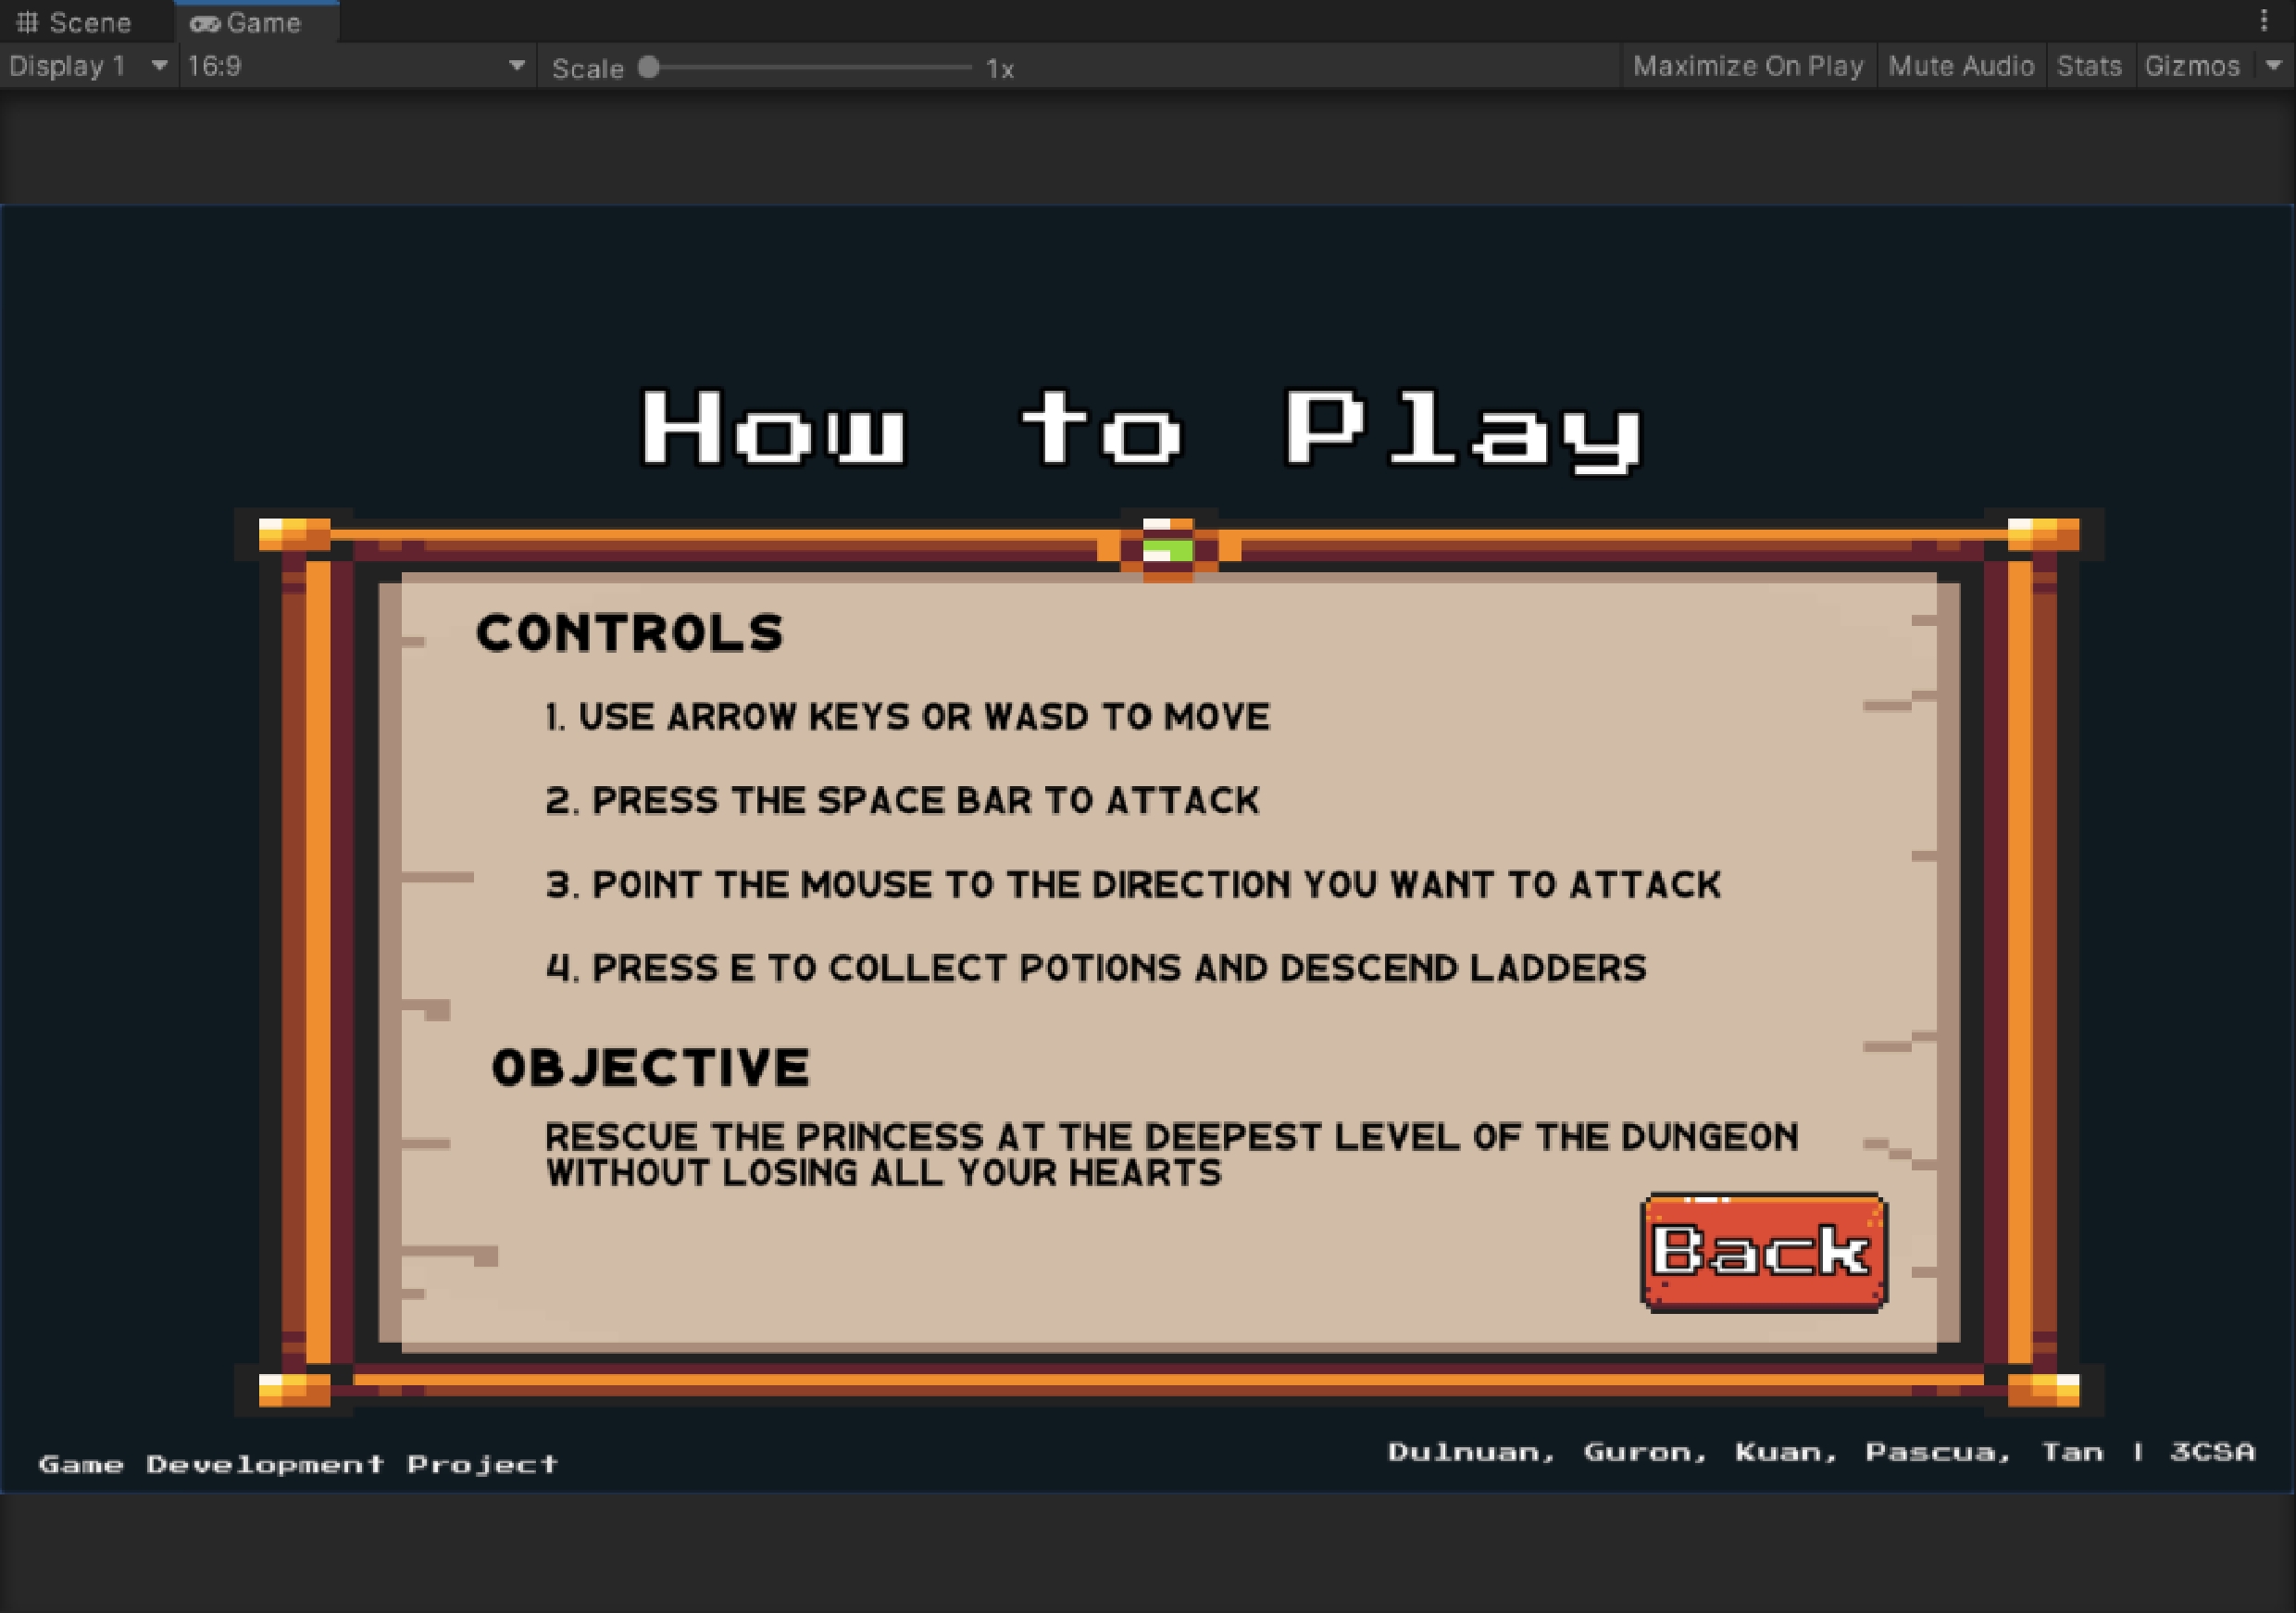 Scene Game
Display 1 16:9 Scale 1x Maximize On Play Mute Audio Stats Gizmos
How to Play
CONTROLS
1. USE ARROW KEYS OR WASD TO MOVE
2. PRESS THE SPACE BAR TO ATTACK
3. POINT THE MOUSE TO THE DIRECTION YOU WANT TO ATTACK
4. PRESS E TO COLLECT POTIONS AND DESCEND LADDERS
OBJECTIVE
RESCUE THE PRINCESS AT THE DEEPEST LEVEL OF THE DUNGEON
WITHOUT LOSING ALL YOUR HEARTS
Back
Game Development Project
Dulnuan, Guron, Kuan, Pascua, Tan | 3CSA